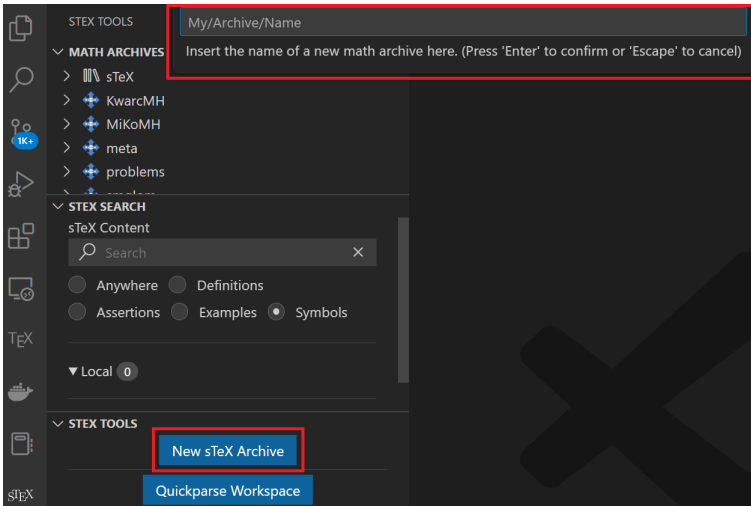 STEX TOOLS
My/Archive/Name
Insert the name of a new math archive here. (Press 'Enter' to confirm or 'Escape' to cancel)
MATH ARCHIVES
sTeX
KwarcMH
MiKoMH
meta
problems
STEX SEARCH
sTeX Content
Search
Anywhere Definitions
Assertions Examples Symbols
Local 0
STEX TOOLS
New sTeX Archive
Quickparse Workspace
1K+
TEX
sTEX